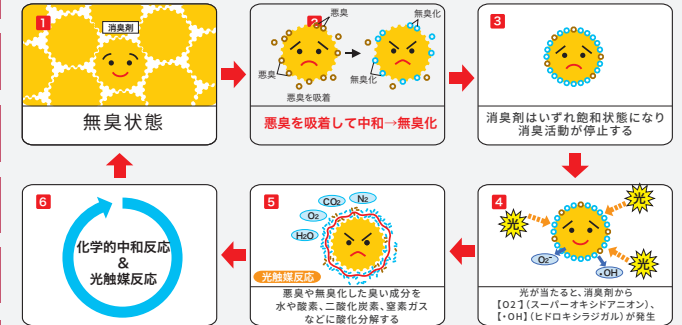 1
消臭剤
無臭状態
2
悪臭
無臭化
悪臭
無臭化
悪臭を吸着
悪臭を吸着して中和→無臭化
3
消臭剤はいずれ飽和状態になり
消臭活動が停止する
4
光
光
光
O2⁻
・OH
光が当たると、消臭剤から
【O2】(スーパーオキシドアニオン)、
【・OH】(ヒドロキシラジガル)が発生
5
CO2
N2
O2
H2O
光触媒反応
悪臭や無臭化した臭い成分を
水や酸素、二酸化炭素、窒素ガス
などに酸化分解する
6
化学的中和反応
&
光触媒反応